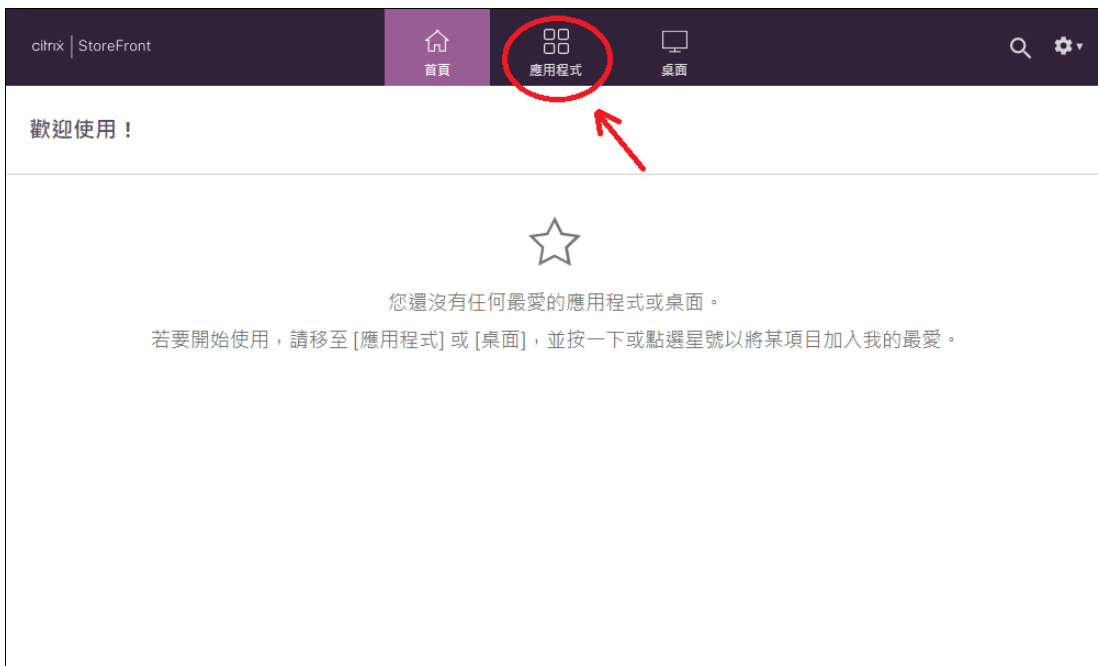 citrix | StoreFront
首頁
應用程式
桌面
歡迎使用！
您還沒有任何最愛的應用程式或桌面。
若要開始使用，請移至 [應用程式] 或 [桌面]，並按一下或點選星號以將某項目加入我的最愛。